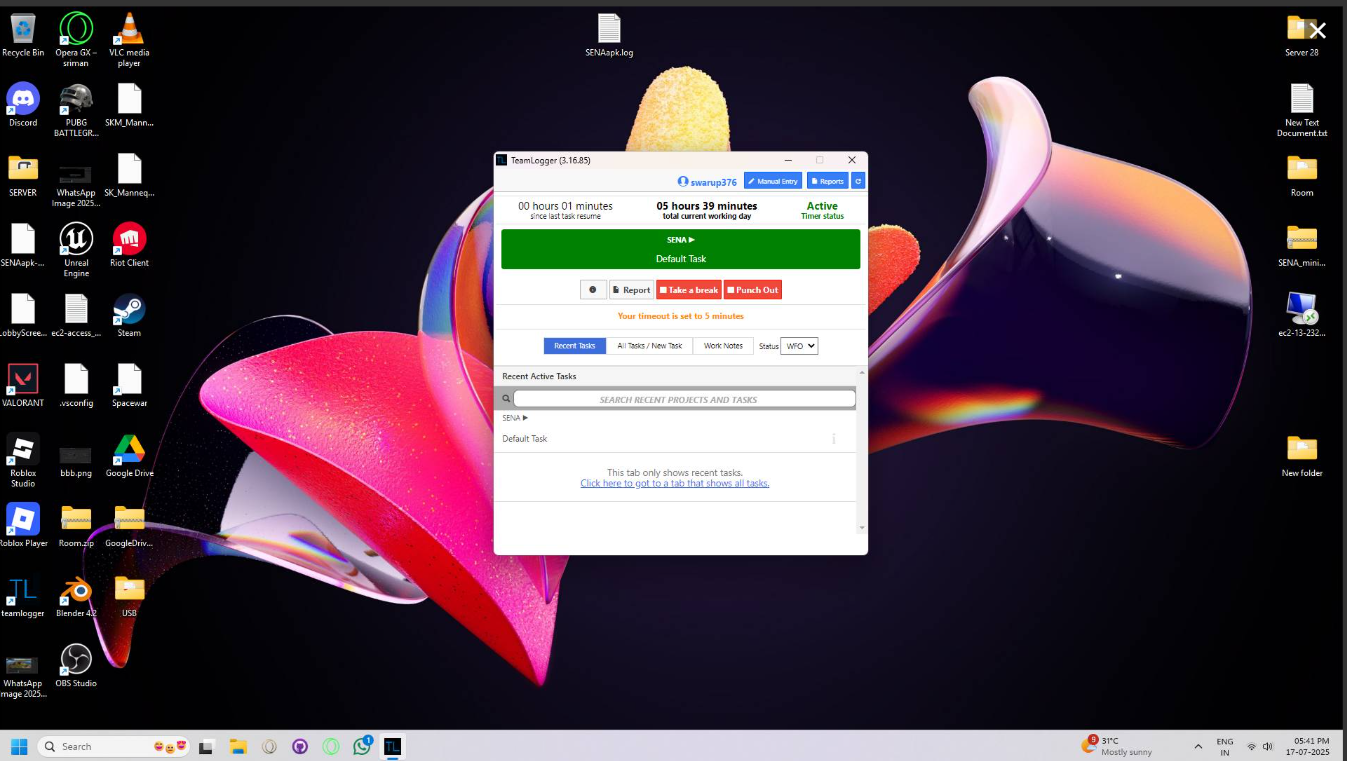 Recycle Bin
Opera GX –
sriman
VLC media
player
SENAapk.log
Server 28
Discord
PUBG
BATTLEGR...
SKM_Mann...
New Text
Document.txt
SERVER
WhatsApp
Image 2025...
SK_Manneq...
Room
SENAapk-...
Unreal
Engine
Riot Client
SENA_mini...
LobbyScree...
ec2-access_...
Steam
ec2-13-232...
VALORANT
.vsconfig
Spacewar
Roblox
Studio
bbb.png
Google Drive
New folder
Roblox Player
Room.zip
GoogleDriv...
teamlogger
Blender 4.2
USB
WhatsApp
Image 2025...
OBS Studio
TL TeamLogger (3.16.85)
swarup376 Manual Entry Reports
00 hours 01 minutes 05 hours 39 minutes Active
since last task resume total current working day Timer status
SENA ▶
Default Task
Report Take a break Punch Out
Your timeout is set to 5 minutes
Recent Tasks All Tasks / New Task Work Notes Status WFO
Recent Active Tasks
SEARCH RECENT PROJECTS AND TASKS
SENA ▶
Default Task
This tab only shows recent tasks.
Click here to got to a tab that shows all tasks.
Search
1
TL
9
31°C
Mostly sunny
ENG
IN
05:41 PM
17-07-2025